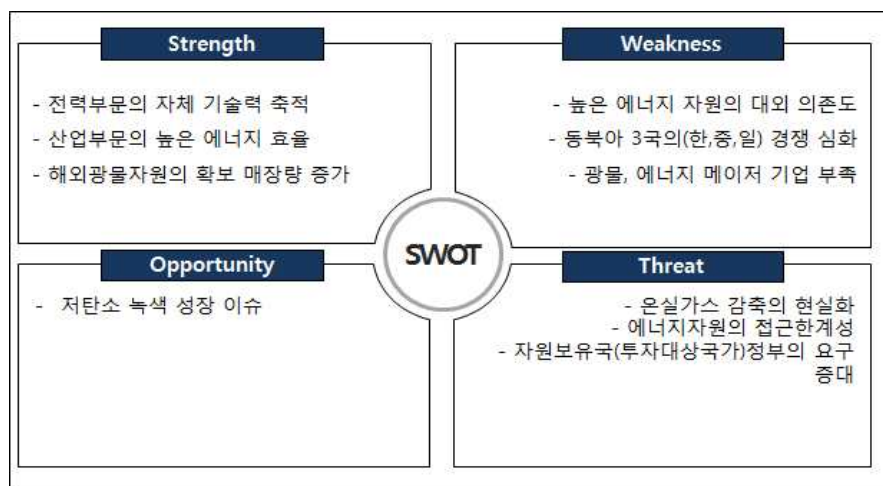 Strength
- 전력부문의 자체 기술력 축적
- 산업부문의 높은 에너지 효율
- 해외광물자원의 확보 매장량 증가
Weakness
- 높은 에너지 자원의 대외 의존도
- 동북아 3국의(한,중,일) 경쟁 심화
- 광물, 에너지 메이저 기업 부족
SWOT
Opportunity
- 저탄소 녹색 성장 이슈
Threat
- 온실가스 감축의 현실화
- 에너지자원의 접근한계성
- 자원보유국(투자대상국가)정부의 요구
증대